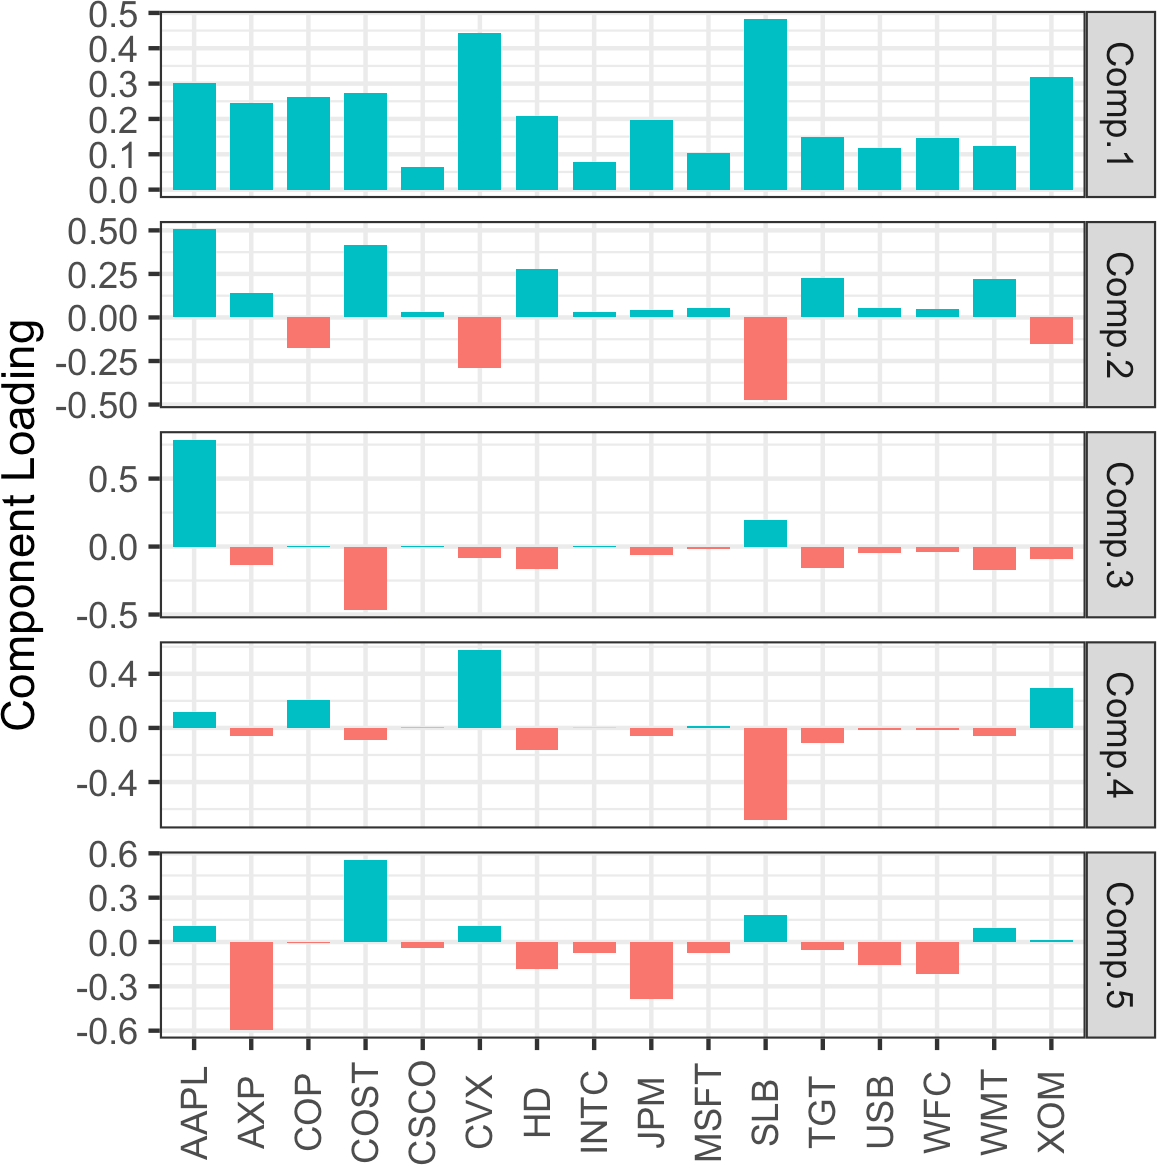 Component Loading
0.5
0.4
0.3
0.2
0.1
0.0
Comp.1
0.50
0.25
0.00
-0.25
-0.50
Comp.2
0.5
0.0
-0.5
Comp.3
0.4
0.0
-0.4
Comp.4
0.6
0.3
0.0
-0.3
-0.6
Comp.5
AAPL
AXP
COP
COST
CSCO
CVX
HD
INTC
JPM
MSFT
SLB
TGT
USB
WFC
WMT
XOM